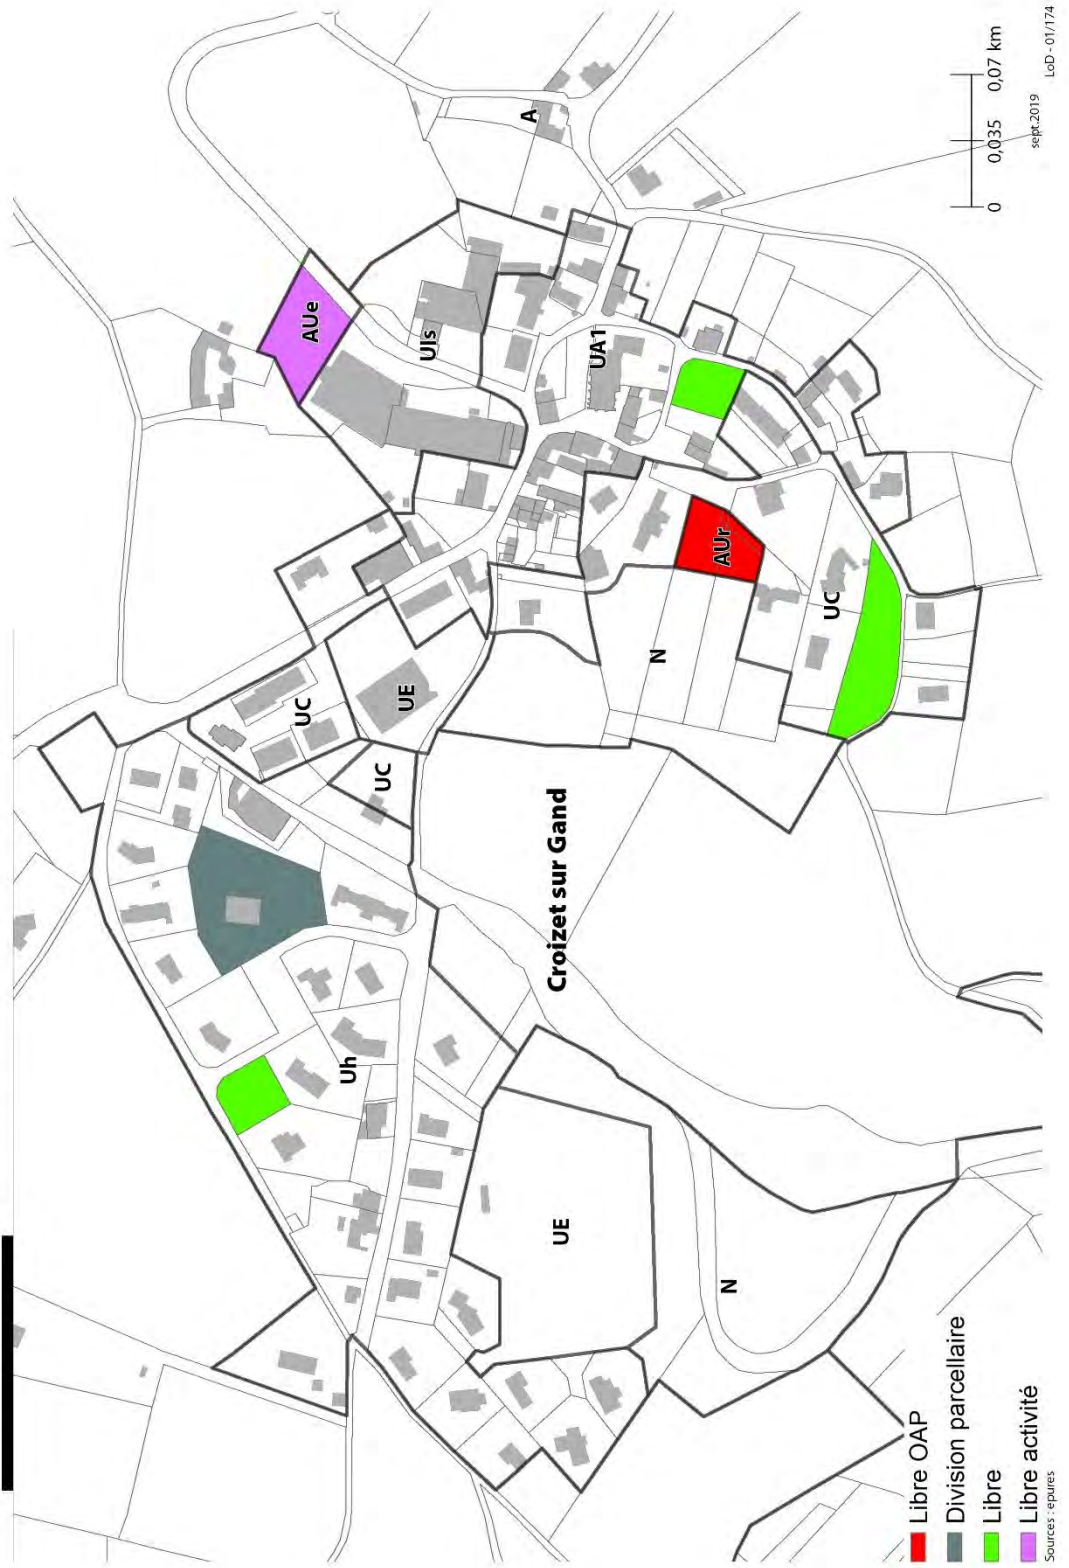 AUe
A
UIs
UA1
UC
UE
UC
AUr
N
UC
Croizet sur Gand
Uh
UE
N
0 0,035 0,07 km
sept.2019
LoD - 01/174
Libre OAP
Division parcellaire
Libre
Libre activité
Sources : epures